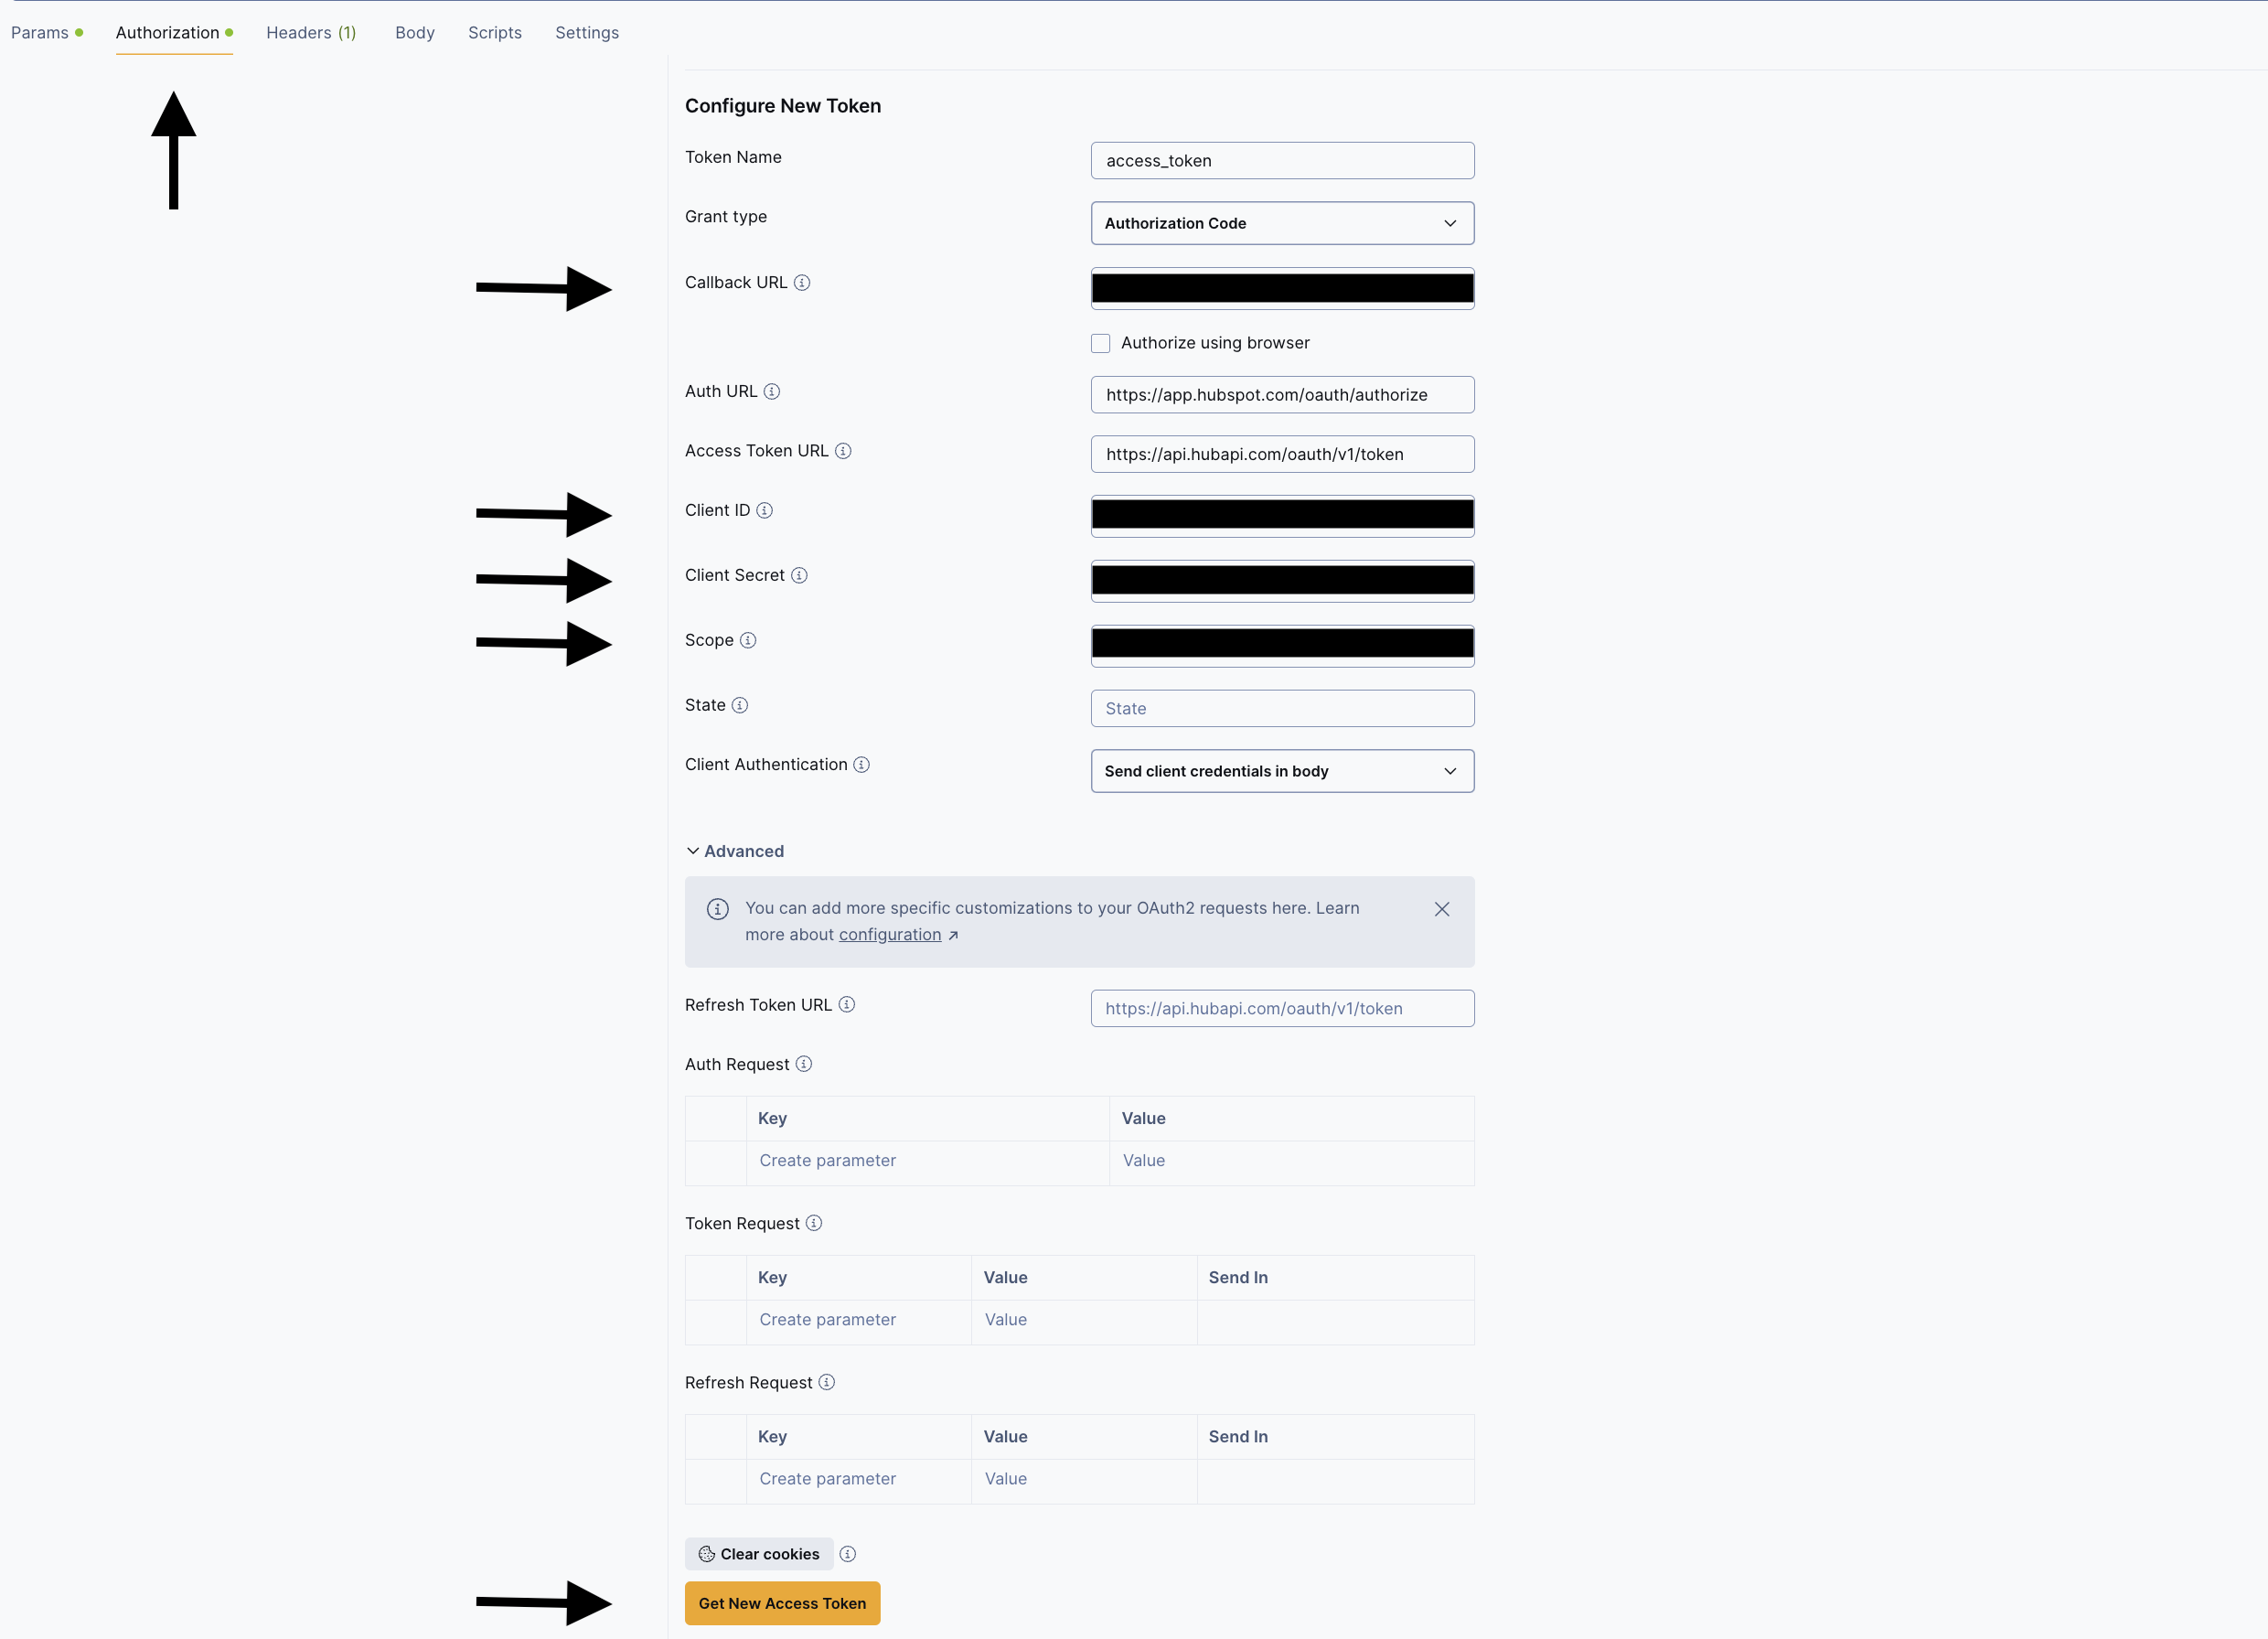 Params Authorization Headers (1) Body Scripts Settings
Configure New Token
Token Name access_token
Grant type Authorization Code
Callback URL
Authorize using browser
Auth URL https://app.hubspot.com/oauth/authorize
Access Token URL https://api.hubapi.com/oauth/v1/token
Client ID
Client Secret
Scope
State State
Client Authentication Send client credentials in body
Advanced
You can add more specific customizations to your OAuth2 requests here. Learn
more about configuration ↗
Refresh Token URL https://api.hubapi.com/oauth/v1/token
Auth Request
Key Value
Create parameter Value
Token Request
Key Value Send In
Create parameter Value
Refresh Request
Key Value Send In
Create parameter Value
Clear cookies
Get New Access Token